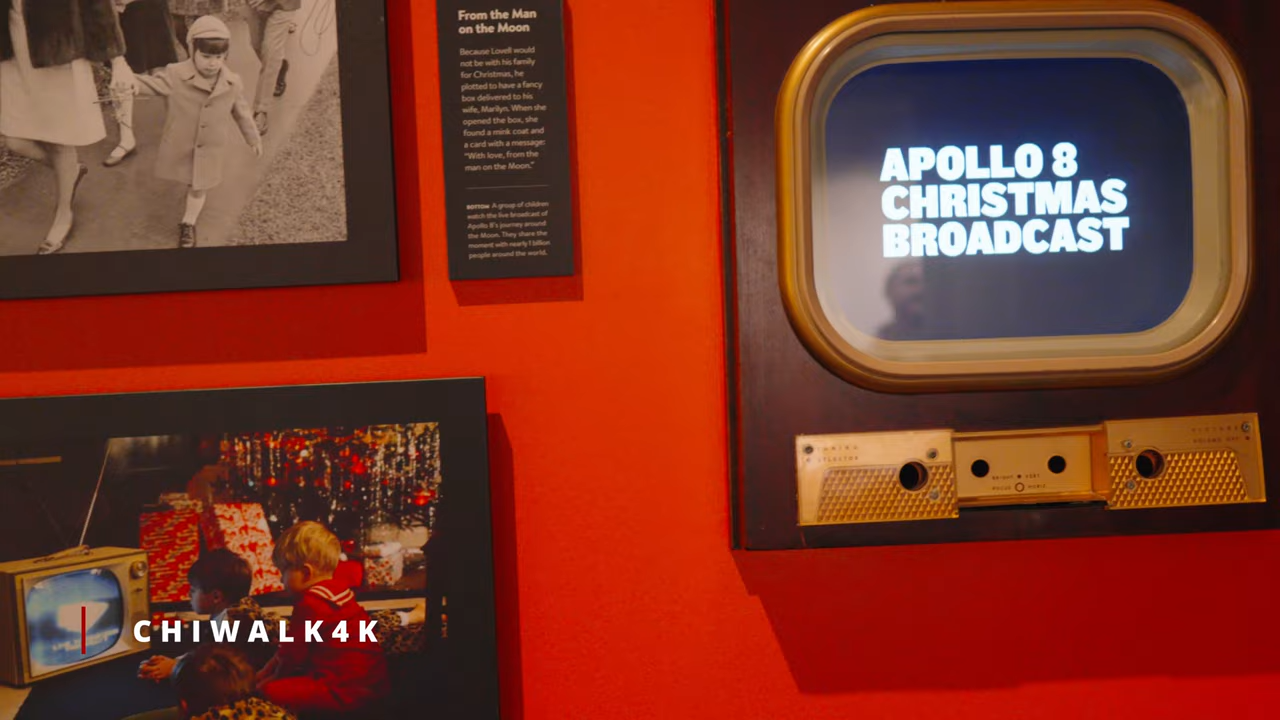 From the Man
on the Moon
Because Lovell would
not be with his family
for Christmas, he
plotted to have a fancy
box delivered to his
wife, Marilyn. When she
opened the box, she
found a mink coat and
a card with a message:
"With love, from the
man on the Moon."
BOTTOM A group of children
watch the live broadcast of
Apollo 8's journey around
the Moon. They share the
moment with nearly 1 billion
people around the world.
APOLLO 8
CHRISTMAS
BROADCAST
BRIGHT
CHIWALK4K